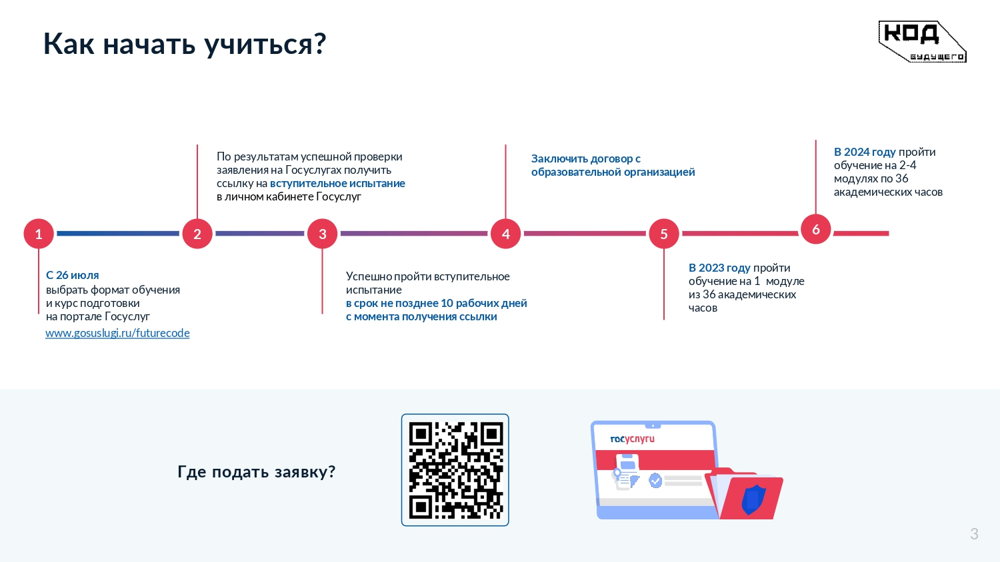 Как начать учиться?
КОД
БУДУЩЕГО
1
С 26 июля
выбрать формат обучения
и курс подготовки
на портале Госуслуг
www.gosuslugi.ru/futurecode
2
По результатам успешной проверки
заявления на Госуслугах получить
ссылку на вступительное испытание
в личном кабинете Госуслуг
3
Успешно пройти вступительное
испытание
в срок не позднее 10 рабочих дней
с момента получения ссылки
4
Заключить договор с
образовательной организацией
5
В 2023 году пройти
обучение на 1 модуле
из 36 академических
часов
6
В 2024 году пройти
обучение на 2-4
модулях по 36
академических часов
Где подать заявку?
госуслуги
3